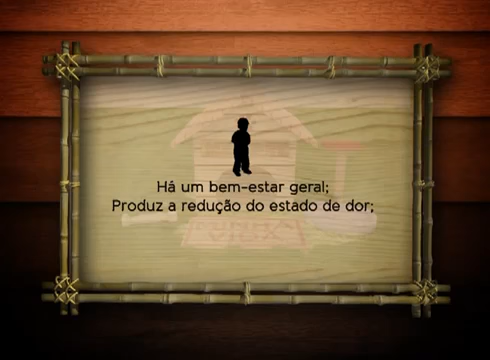 Há um bem-estar geral;
Produz a redução do estado de dor;